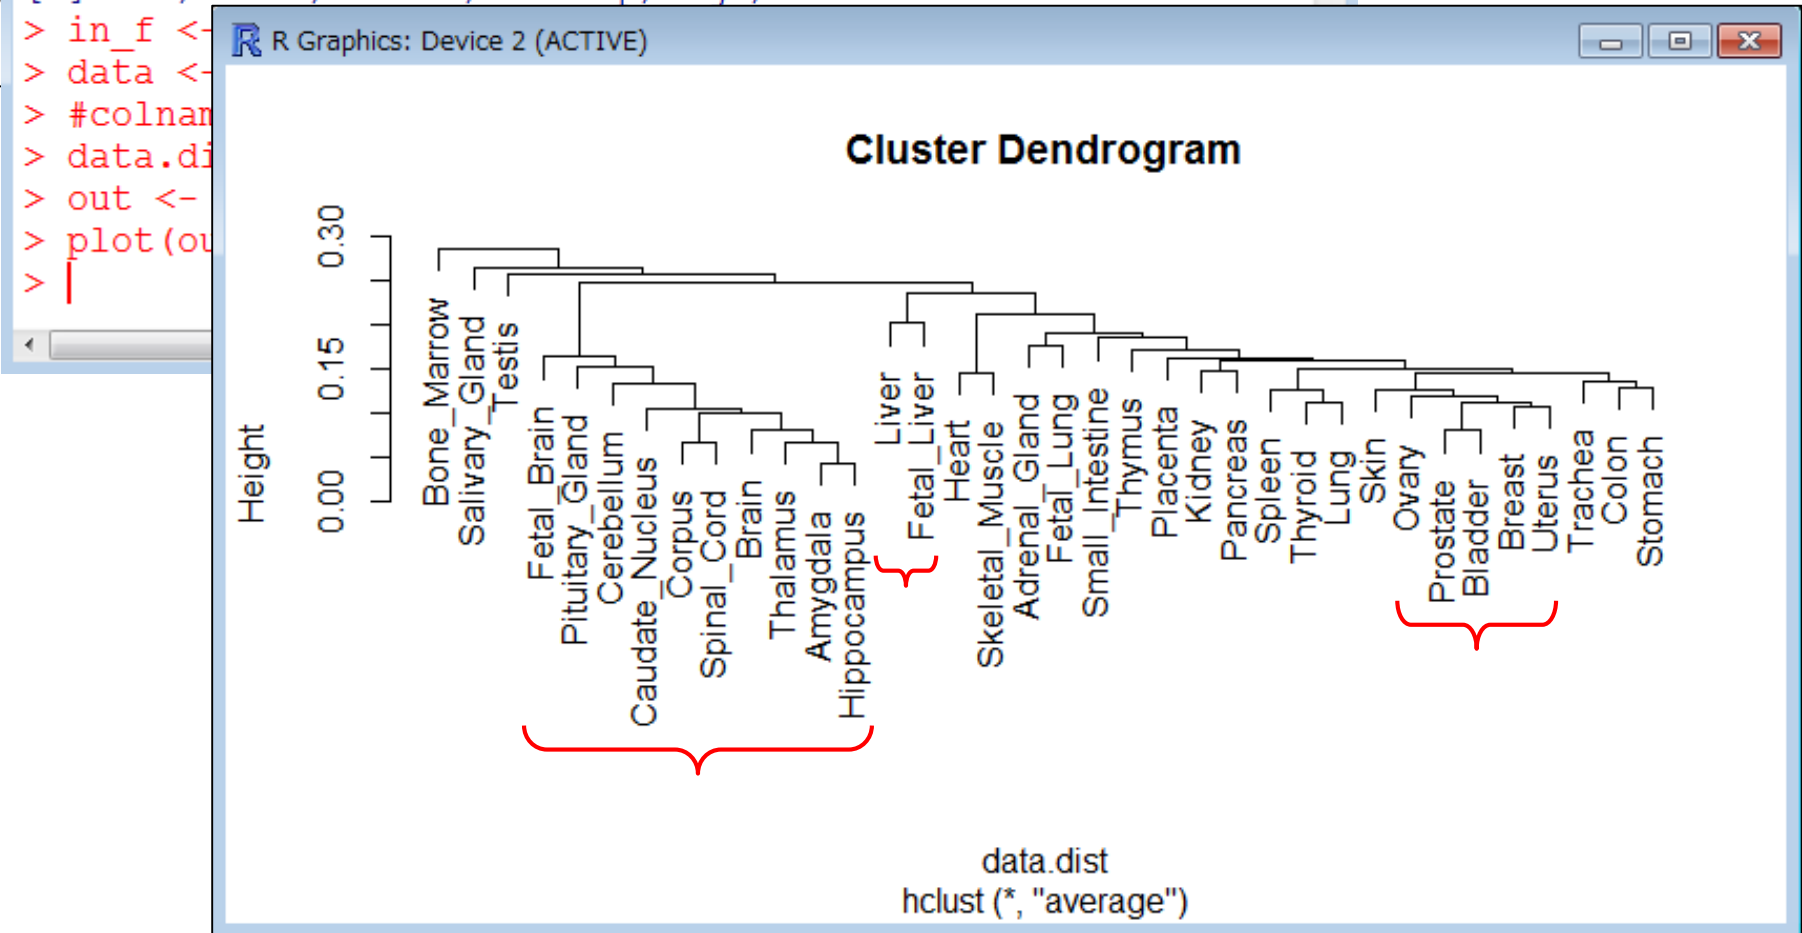 > in_f <-
> data <-
> #colnam
> data.di
> out <-
> plot(ou
>
R Graphics: Device 2 (ACTIVE)
Cluster Dendrogram
Height
0.00
0.15
0.30
Bone_Marrow
Salivary_Gland
Testis
Fetal_Brain
Pituitary_Gland
Cerebellum
Caudate_Nucleus
Corpus
Spinal_Cord
Brain
Thalamus
Amygdala
Hippocampus
Liver
Fetal_Liver
Heart
Skeletal_Muscle
Adrenal_Gland
Fetal_Lung
Small_Intestine
Thymus
Placenta
Kidney
Pancreas
Spleen
Thyroid
Lung
Skin
Ovary
Prostate
Bladder
Breast
Uterus
Trachea
Colon
Stomach
data.dist
hclust (*, "average")